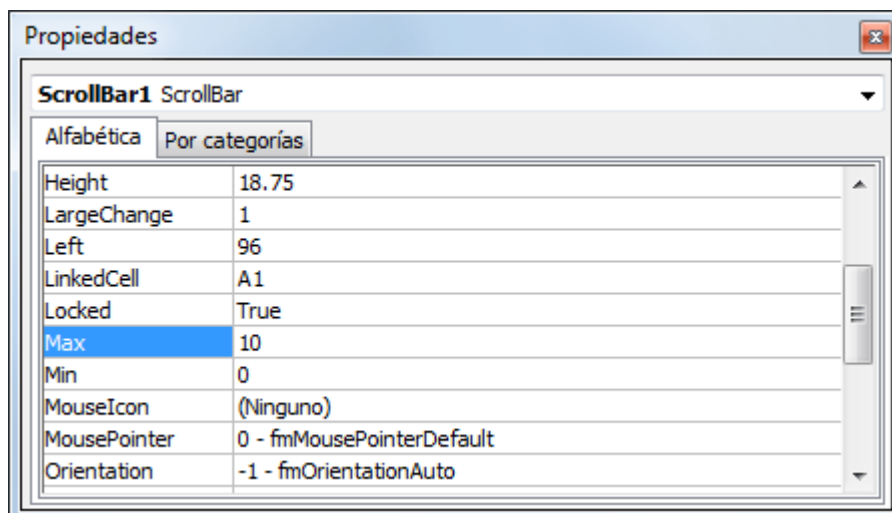 Propiedades
ScrollBar1 ScrollBar
Alfabética Por categorías
Height 18.75
LargeChange 1
Left 96
LinkedCell A1
Locked True
Max 10
Min 0
MouseIcon (Ninguno)
MousePointer 0 - fmMousePointerDefault
Orientation -1 - fmOrientationAuto